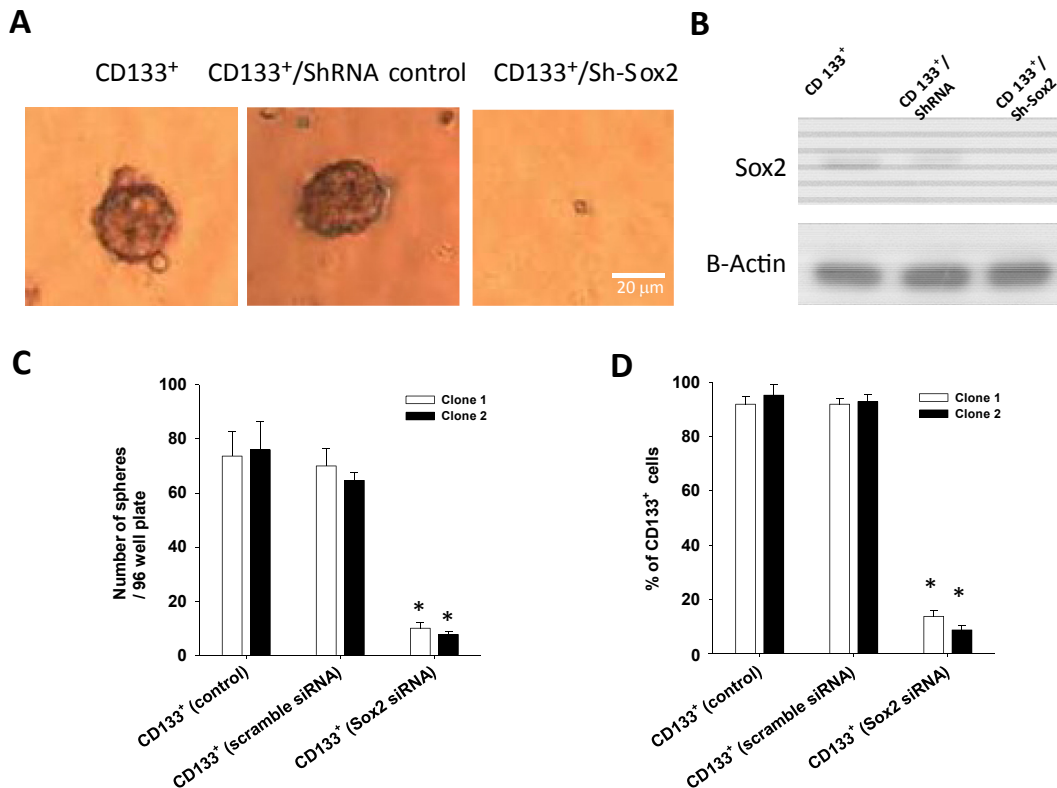 A
CD133⁺ CD133⁺/ShRNA control CD133⁺/Sh-Sox2
20 µm
B
CD 133⁺
CD 133⁺/
ShRNA
CD 133⁺/
Sh-Sox2
Sox2
B-Actin
C
100
80
60
40
20
0
Number of spheres
/ 96 well plate
Clone 1
Clone 2
* *
CD133⁺ (control)
CD133⁺ (scramble siRNA)
CD133⁺ (Sox2 siRNA)
D
100
80
60
40
20
0
% of CD133⁺ cells
Clone 1
Clone 2
* *
CD133⁺ (control)
CD133⁺ (scramble siRNA)
CD133⁺ (Sox2 siRNA)